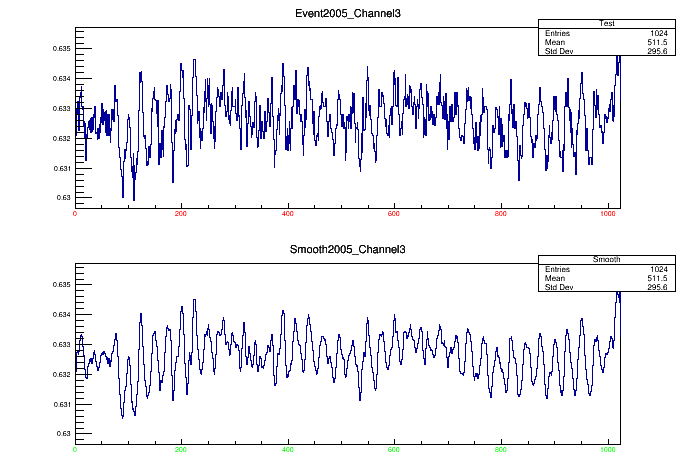 Event2005_Channel3
Test
Entries 1024
Mean 511.5
Std Dev 295.6
0.635
0.634
0.633
0.632
0.631
0.63
0 200 400 600 800 1000
Smooth2005_Channel3
Smooth
Entries 1024
Mean 511.5
Std Dev 295.6
0.635
0.634
0.633
0.632
0.631
0.63
0 200 400 600 800 1000